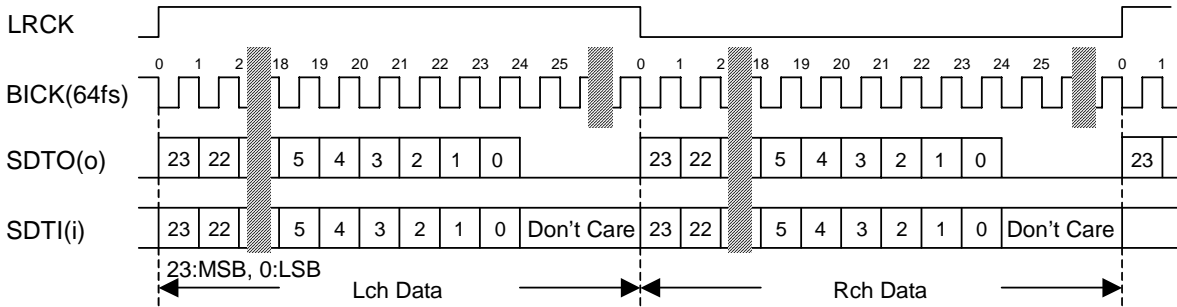 LRCK
0 1 2 18 19 20 21 22 23 24 25 0 1 2 18 19 20 21 22 23 24 25 0 1
BICK(64fs)
SDTO(o) 23 22 5 4 3 2 1 0 23 22 5 4 3 2 1 0 23
SDTI(i) 23 22 5 4 3 2 1 0 Don't Care 23 22 5 4 3 2 1 0 Don't Care
23:MSB, 0:LSB
Lch Data Rch Data